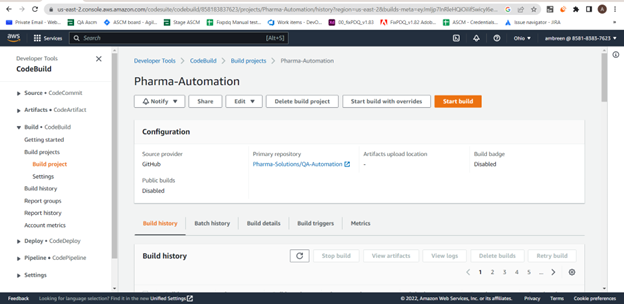 us-east-2.console.aws.amazon.com/codesuite/codebuild/858183837623/projects/Pharma-Automation/history?region=us-east-2&builds-meta=
Private Email - Web...
QA Ascm
ASCM board - Agil...
Stage ASCM
Fixpdq Manual test...
Work items - DevO...
00_fixPDQ_v1.63
FixPDQ_v1.82 Adob...
ASCM - Credentials...
Issue navigator - JIRA
aws
Services
Search
[Alt+S]
Ohio
ambreen @ 8581-8383-7623
Developer Tools
CodeBuild
Source • CodeCommit
Artifacts • CodeArtifact
Build • CodeBuild
Getting started
Build projects
Build project
Settings
Build history
Report groups
Report history
Account metrics
Deploy • CodeDeploy
Pipeline • CodePipeline
Settings
Developer Tools
CodeBuild
Build projects
Pharma-Automation
Pharma-Automation
Notify
Share
Edit
Delete build project
Start build with overrides
Start build
Configuration
Source provider
GitHub
Primary repository
Pharma-Solutions/QA-Automation
Artifacts upload location
-
Build badge
Disabled
Public builds
Disabled
Build history
Batch history
Build details
Build triggers
Metrics
Build history
Stop build
View artifacts
View logs
Delete builds
Retry build
1 2 3 4 5 ...
Feedback
Looking for language selection? Find it in the new Unified Settings
© 2022, Amazon Web Services, Inc. or its affiliates.
Privacy
Terms
Cookie preferences